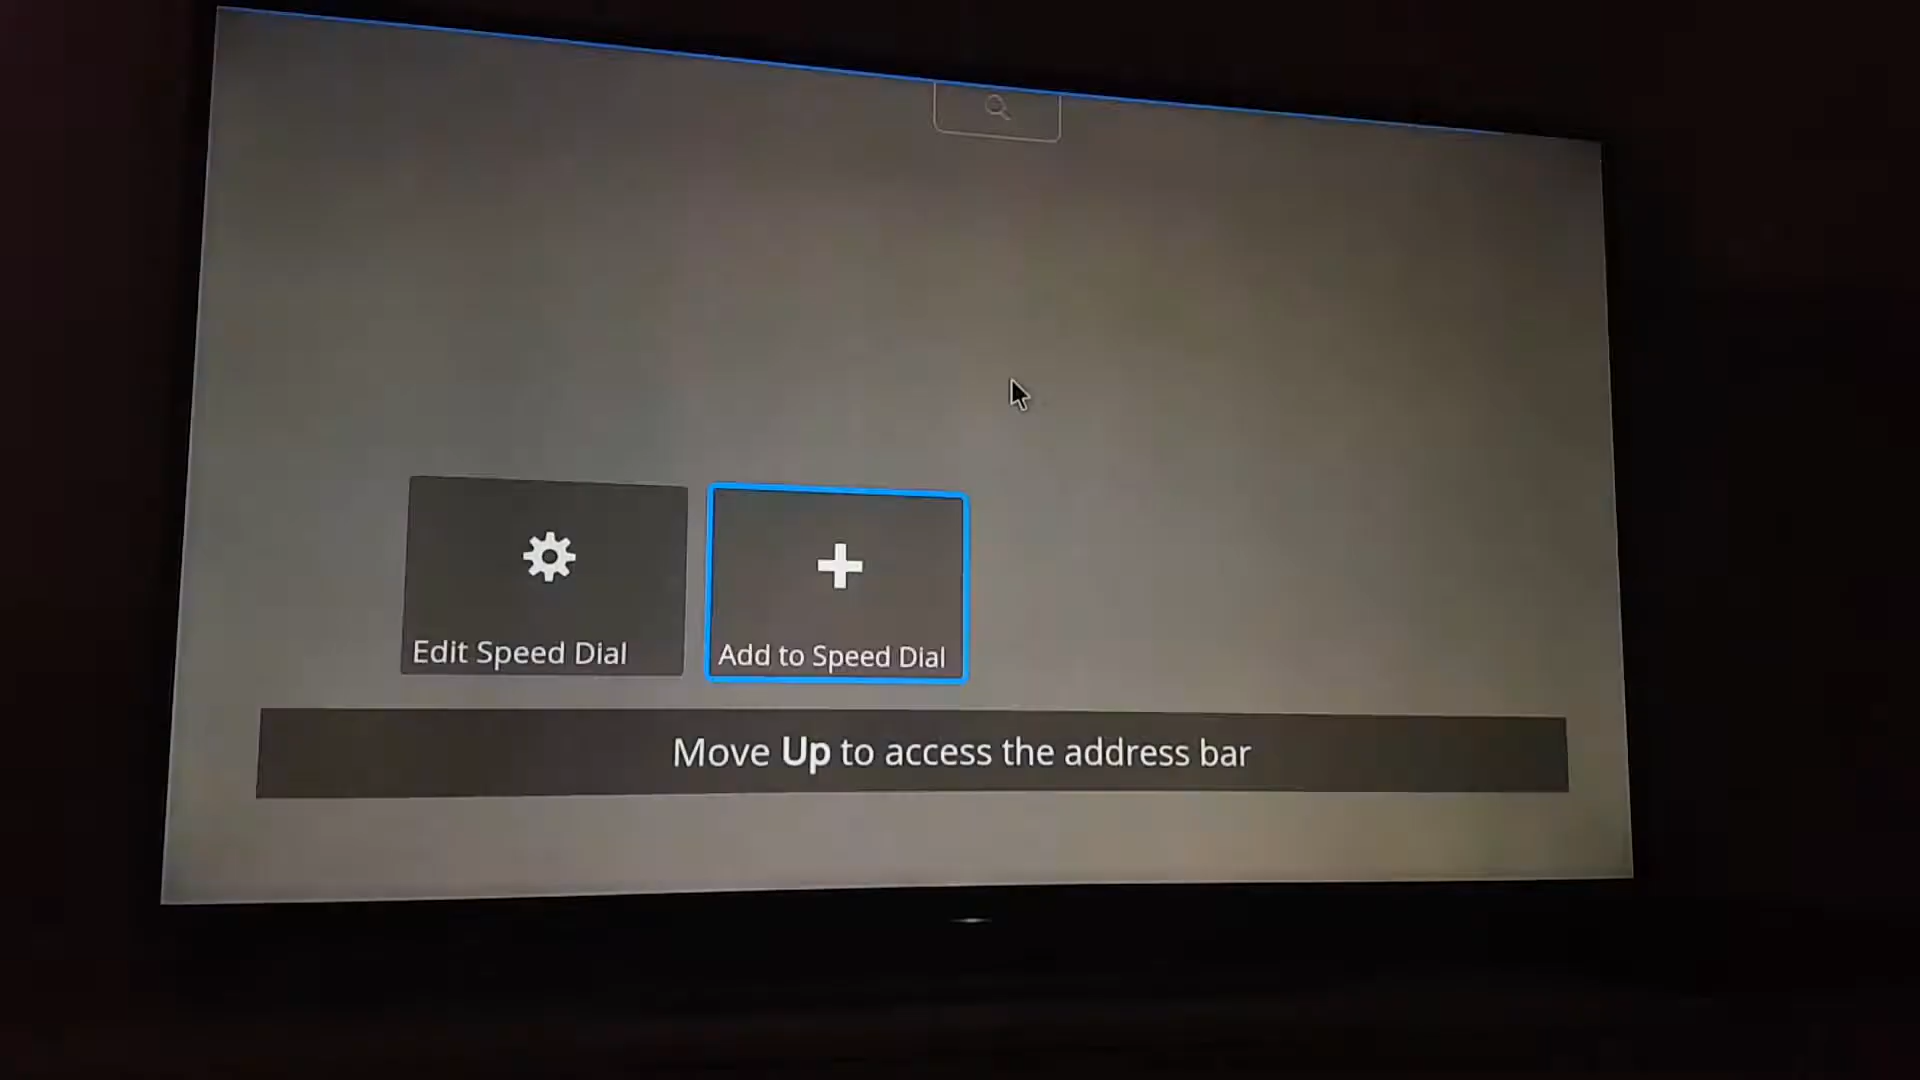 Edit Speed Dial
Add to Speed Dial
Move Up to access the address bar